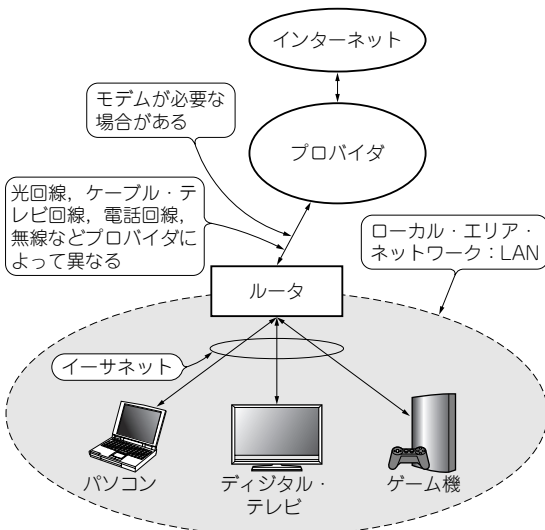 インターネット
モデムが必要な
場合がある
プロバイダ
光回線，ケーブル・テ
レビ回線，電話回線，
無線などプロバイダに
よって異なる
ローカル・エリア・
ネットワーク：LAN
ルータ
イーサネット
パソコン
ディジタル・
テレビ
ゲーム機